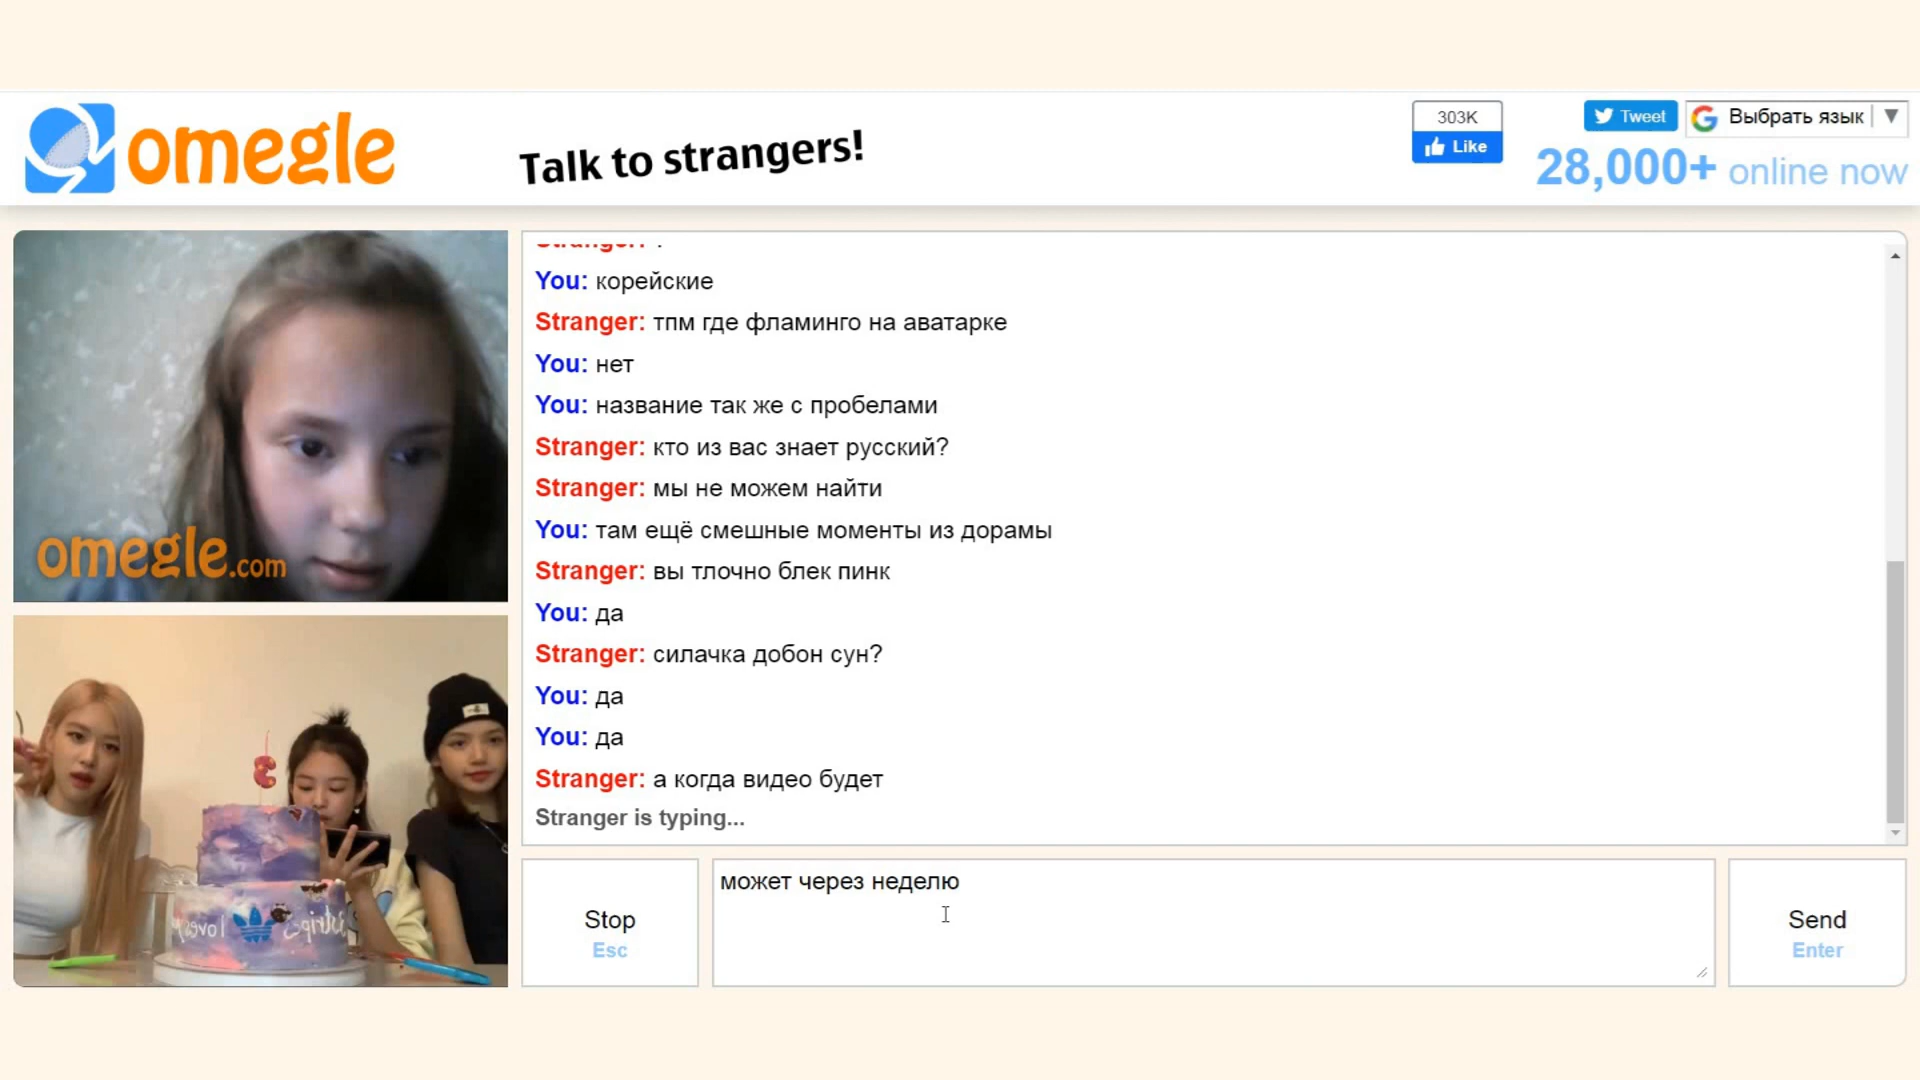 omegle
Talk to strangers!
303K
Like
Tweet
Выбрать язык
28,000+ online now
Stranger:
You: корейские
Stranger: тпм где фламинго на аватарке
You: нет
You: название так же с пробелами
Stranger: кто из вас знает русский?
Stranger: мы не можем найти
You: там ещё смешные моменты из дорамы
Stranger: вы тлочно блек пинк
You: да
Stranger: силачка добон сун?
You: да
You: да
Stranger: а когда видео будет
Stranger is typing...
omegle.com
Stop
Esc
может через неделю
Send
Enter